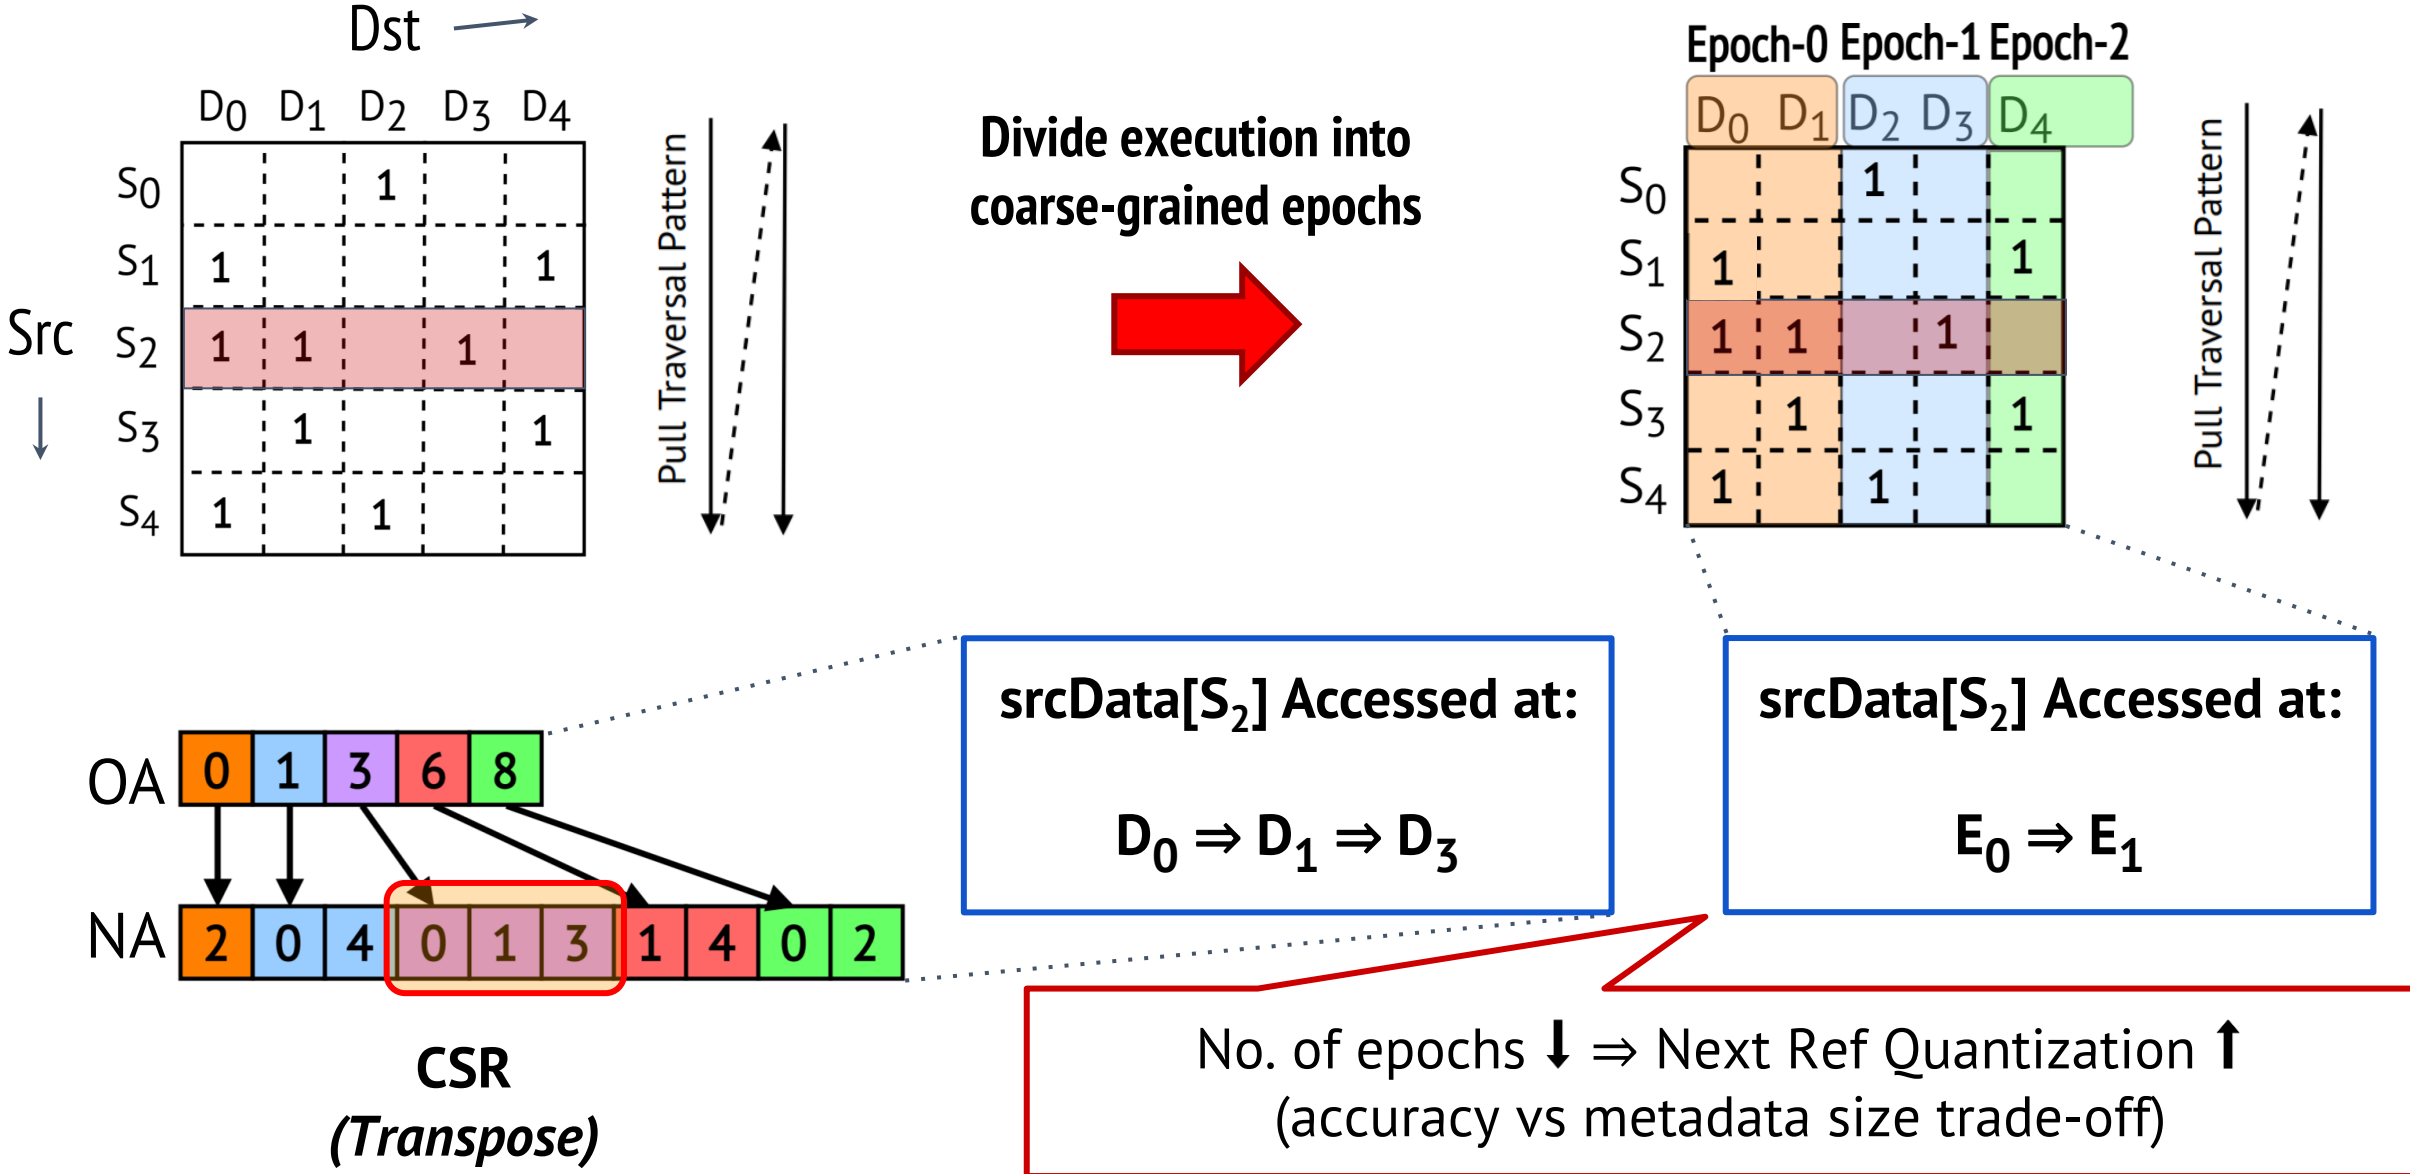 Dst
D0 D1 D2 D3 D4
Src
S0 1
S1 1 1
S2 1 1 1
S3 1 1
S4 1 1
Pull Traversal Pattern
Divide execution into
coarse-grained epochs
Epoch-0 Epoch-1 Epoch-2
D0 D1 D2 D3 D4
S0 1
S1 1 1
S2 1 1 1
S3 1 1
S4 1 1
Pull Traversal Pattern
OA 0 1 3 6 8
NA 2 0 4 0 1 3 1 4 0 2
CSR
(Transpose)
srcData[S2] Accessed at:
D0 ⇒ D1 ⇒ D3
srcData[S2] Accessed at:
E0 ⇒ E1
No. of epochs ⬇ ⇒ Next Ref Quantization ⬆
(accuracy vs metadata size trade-off)